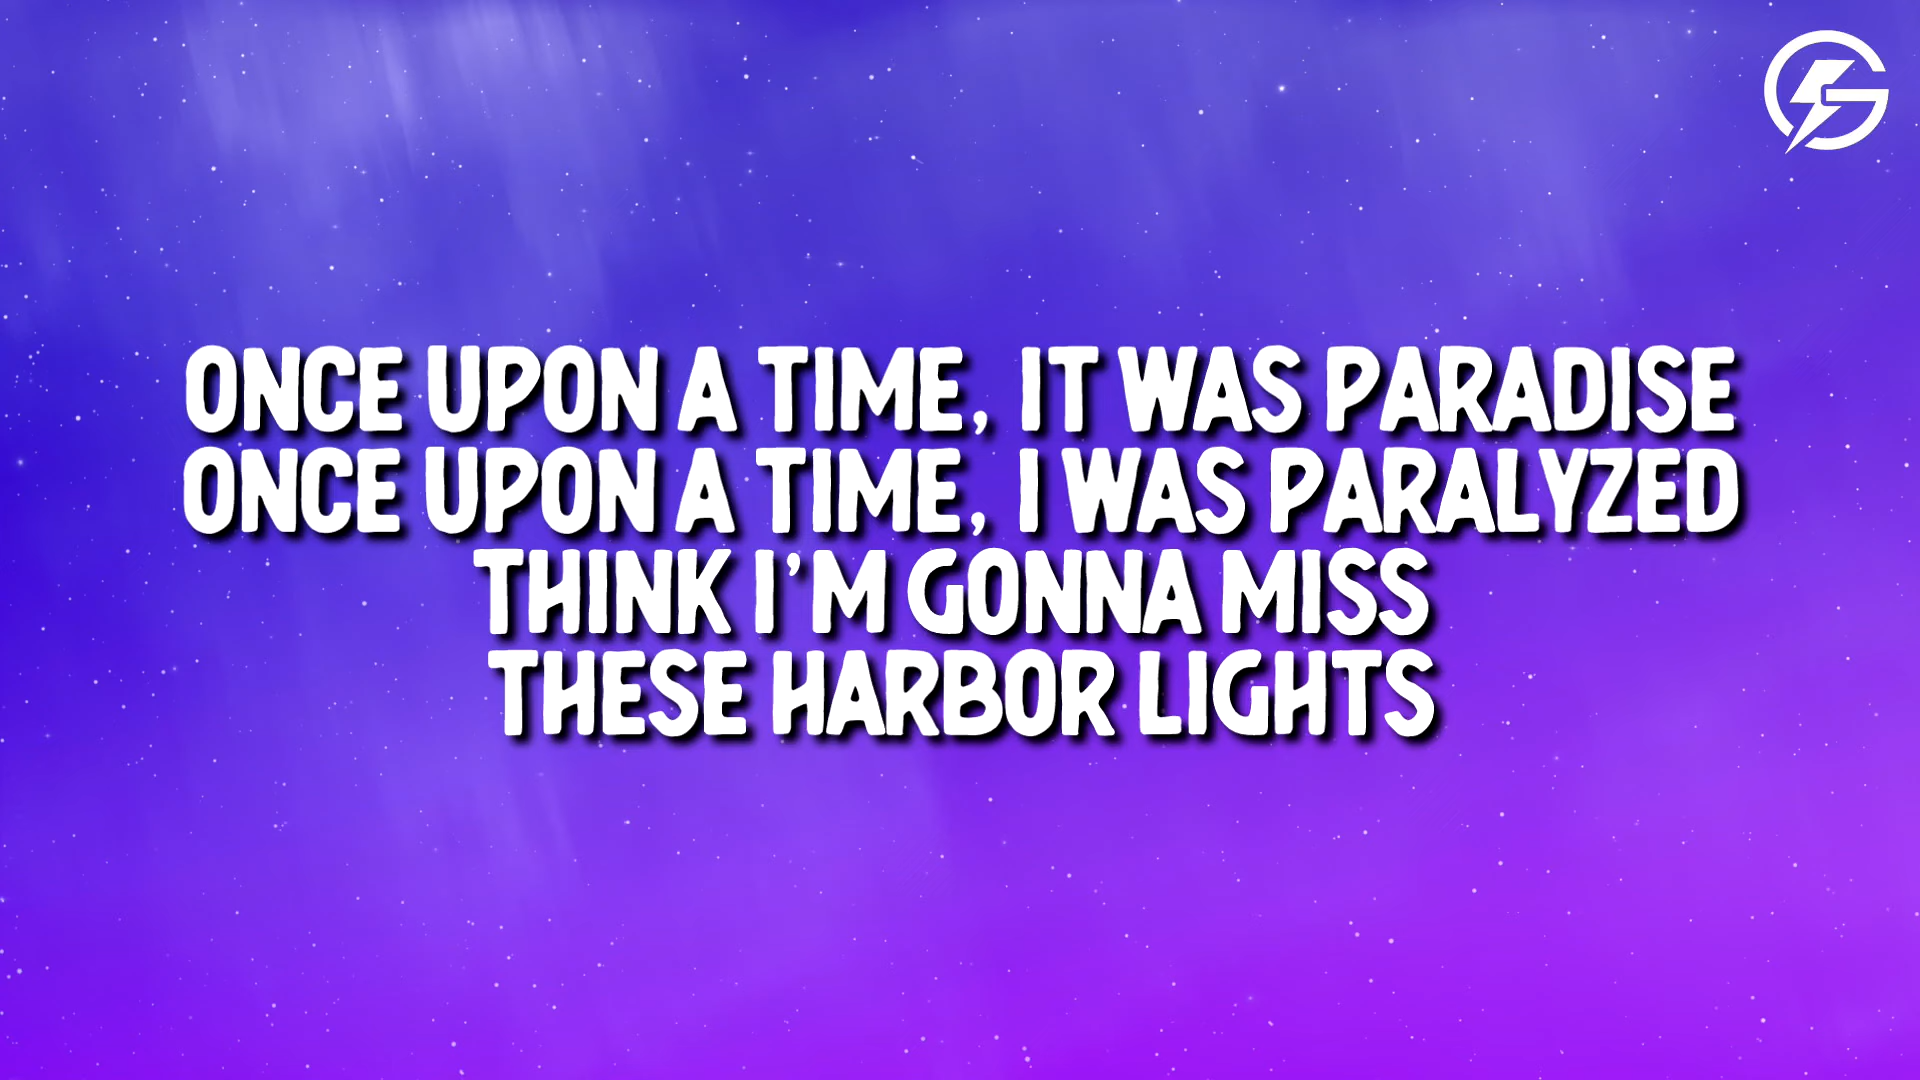 ONCE UPON A TIME, IT WAS PARADISE
ONCE UPON A TIME, I WAS PARALYZED
THINK I'M GONNA MISS
THESE HARBOR LIGHTS